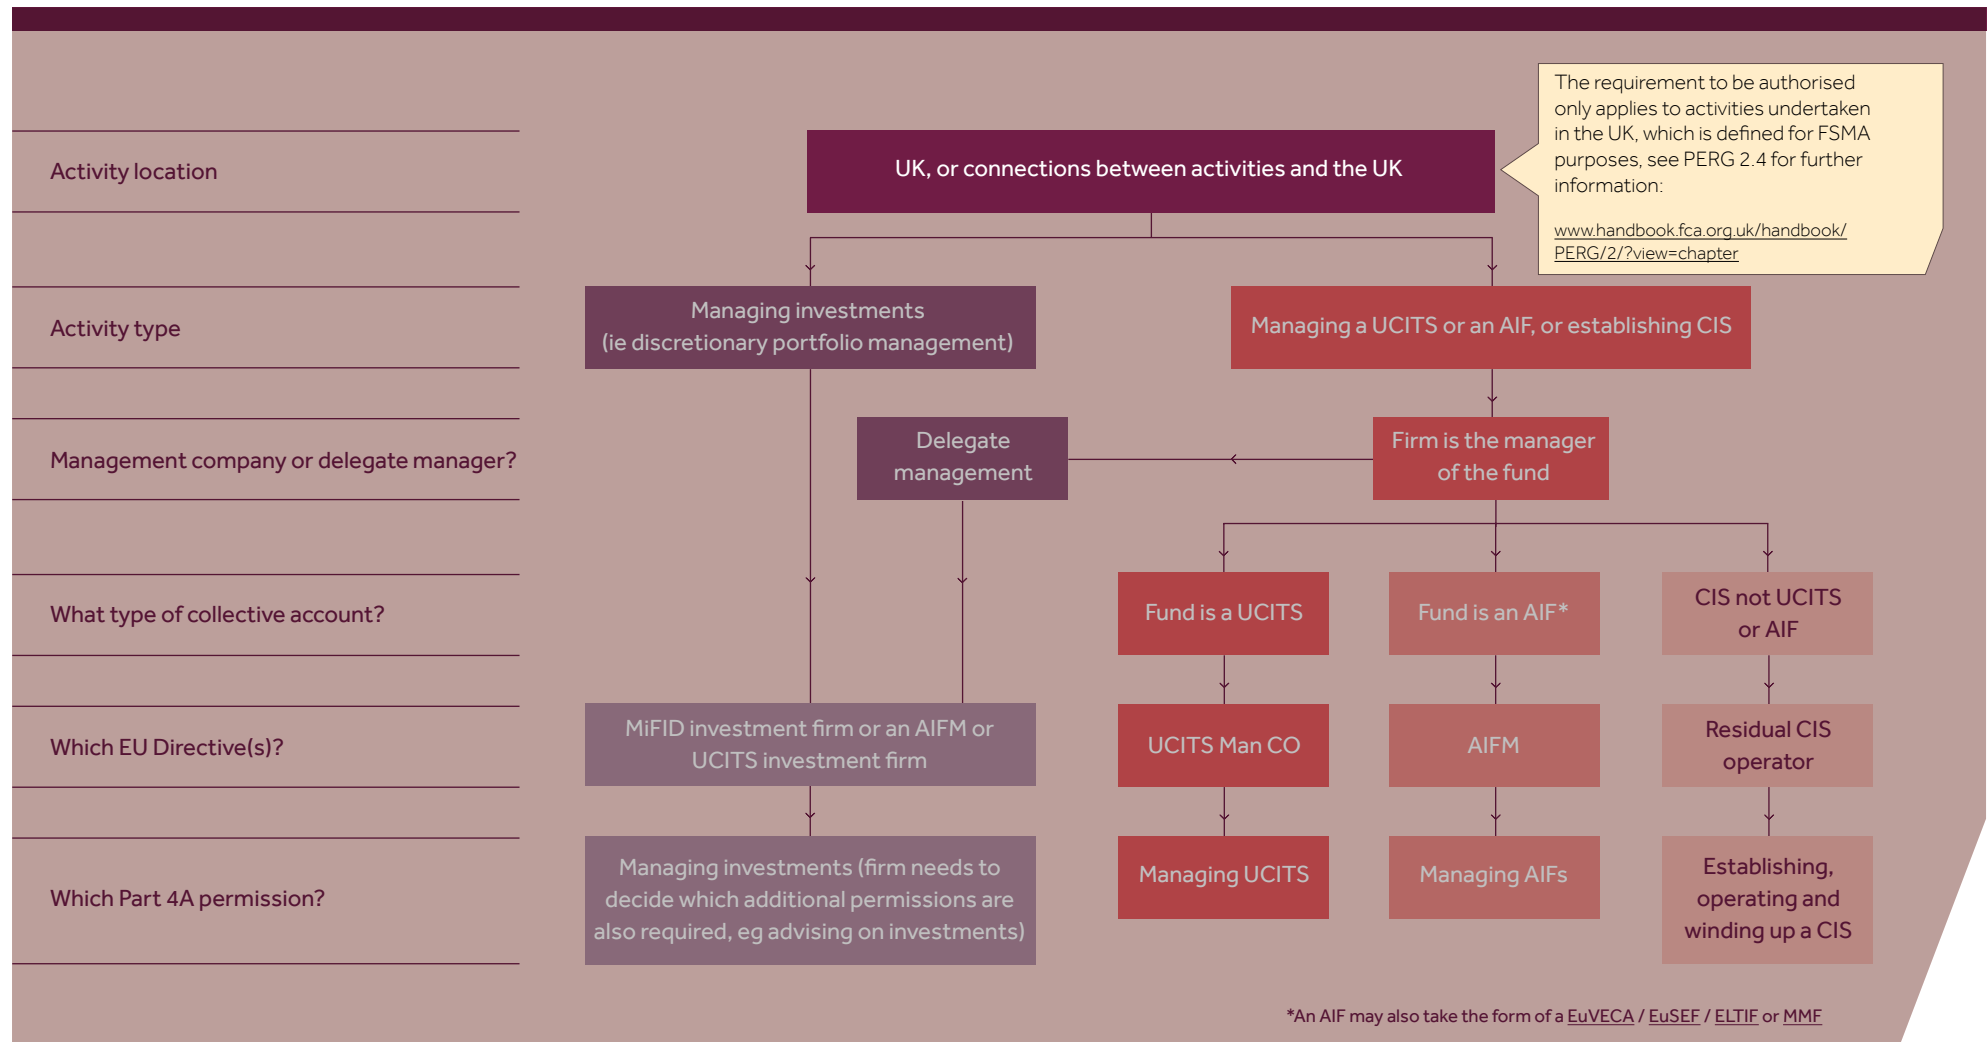 The requirement to be authorised
only applies to activities undertaken
in the UK, which is defined for FSMA
purposes, see PERG 2.4 for further
information:
www.handbook.fca.org.uk/handbook/
PERG/2/?view=chapter
Activity location
UK, or connections between activities and the UK
Activity type
Managing investments
(ie discretionary portfolio management)
Managing a UCITS or an AIF, or establishing CIS
Management company or delegate manager?
Delegate
management
Firm is the manager
of the fund
What type of collective account?
Fund is a UCITS
Fund is an AIF*
CIS not UCITS
or AIF
Which EU Directive(s)?
MiFID investment firm or an AIFM or
UCITS investment firm
UCITS Man CO
AIFM
Residual CIS
operator
Which Part 4A permission?
Managing investments (firm needs to
decide which additional permissions are
also required, eg advising on investments)
Managing UCITS
Managing AIFs
Establishing,
operating and
winding up a CIS
*An AIF may also take the form of a EuVECA / EuSEF / ELTIF or MMF